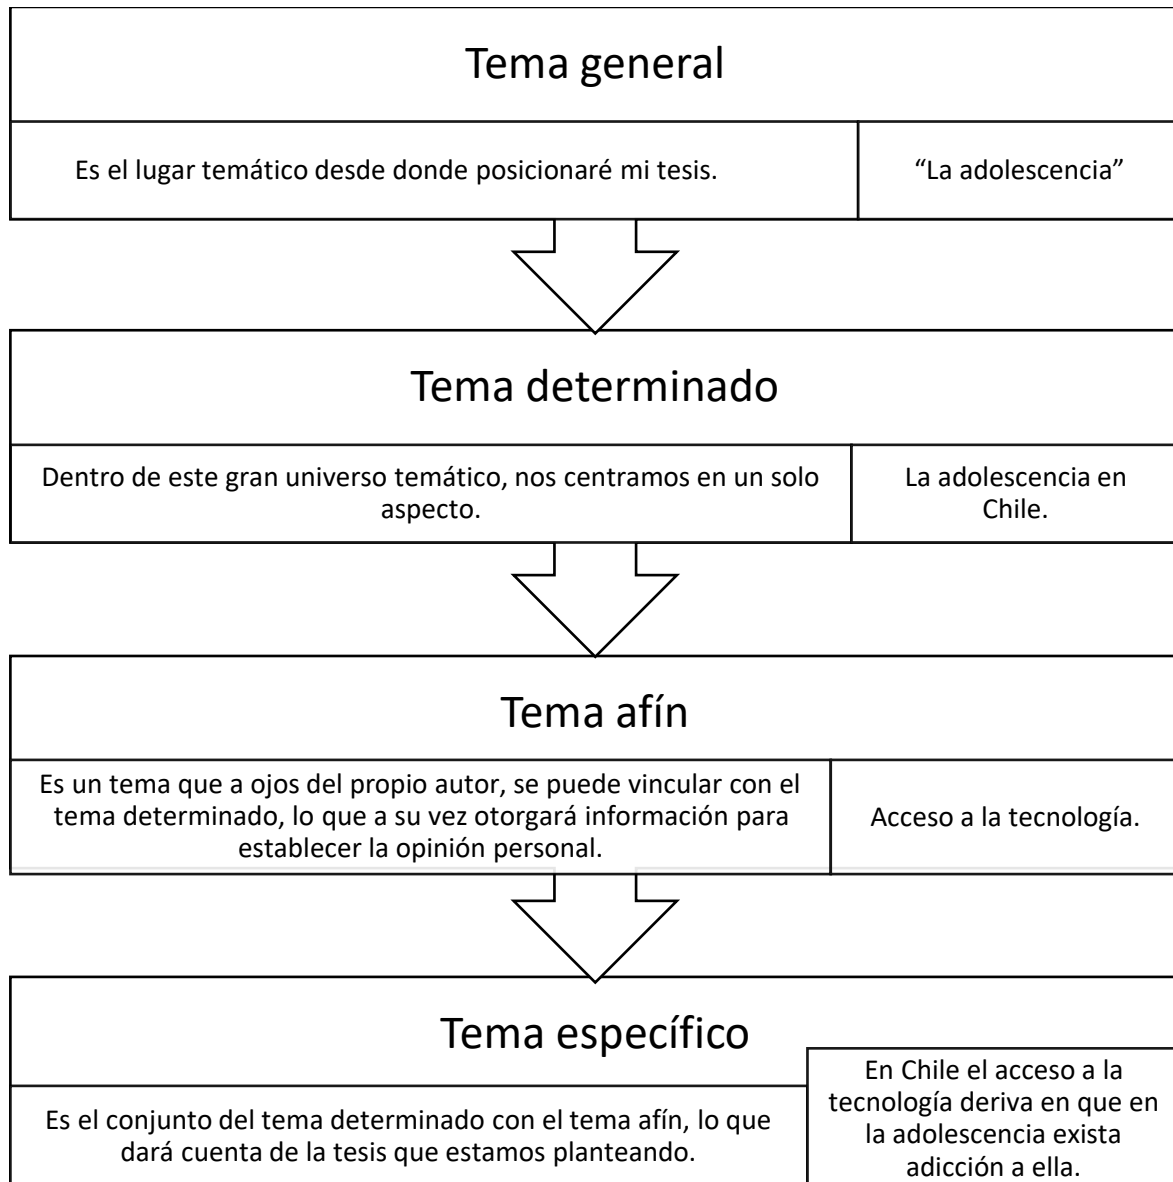 Tema general
Es el lugar temático desde donde posicionaré mi tesis.
“La adolescencia”
Tema determinado
Dentro de este gran universo temático, nos centramos en un solo
aspecto.
La adolescencia en
Chile.
Tema afín
Es un tema que a ojos del propio autor, se puede vincular con el
tema determinado, lo que a su vez otorgará información para
establecer la opinión personal.
Acceso a la tecnología.
Tema específico
Es el conjunto del tema determinado con el tema afín, lo que
dará cuenta de la tesis que estamos planteando.
En Chile el acceso a la
tecnología deriva en que en
la adolescencia exista
adicción a ella.